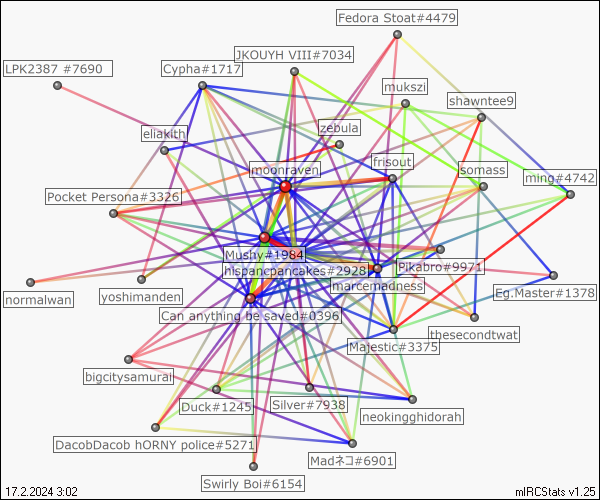 Fedora Stoat#4479
JKOUYH VIII#7034
LPK2387 #7690
Cypha#1717
mukszi
shawntee9
zebula
eliakith
moonraven
frisout
somass
ming#4742
Pocket Persona#3326
Mushy#1984
hispancpancakes#2928
Pikabro#9971
marcemadness
Eg.Master#1378
normalwan
yoshimanden
Can anything be saved#0396
thesecondtwat
Majestic#3375
bigcitysamurai
Duck#1245
Silver#7938
neokingghidorah
DacobDacob hORNY police#5271
Madネコ#6901
Swirly Boi#6154
17.2.2024 3:02
mIRCStats v1.25